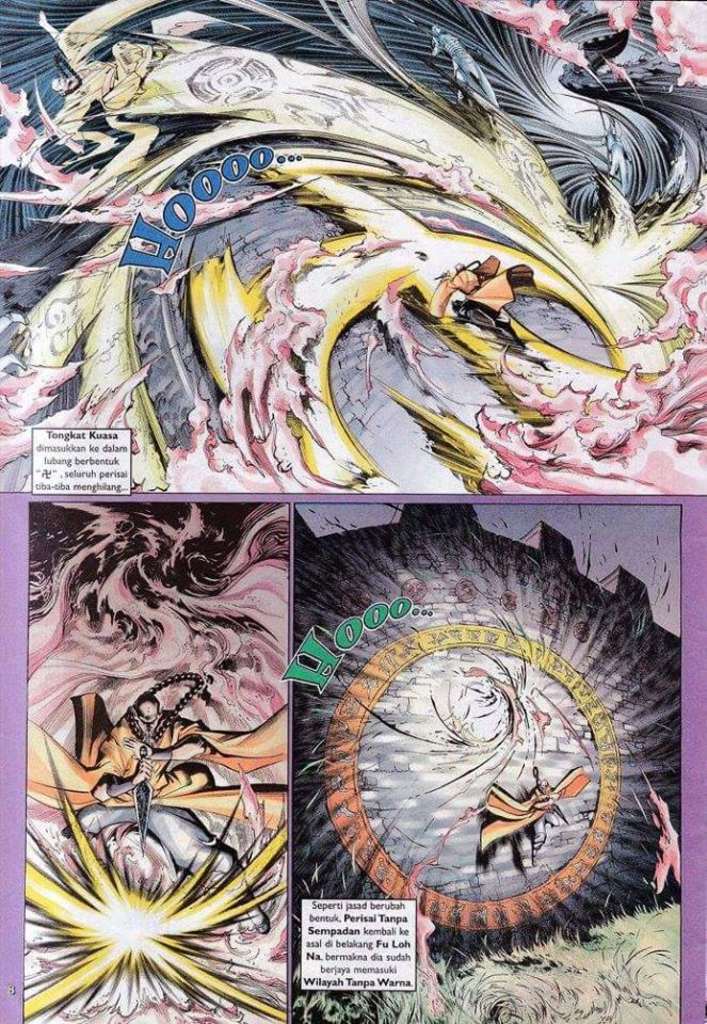 Hoooo...
Tongkat Kuasa
dimasukkan ke dalam
lubang berbentuk
"卍", seluruh perisai
tiba-tiba menghilang...
Hooo...
Seperti jasad berubah
bentuk, Perisai Tanpa
Sempadan kembali ke
asal di belakang Fu Loh
Na, bermakna dia sudah
berjaya memasuki
Wilayah Tanpa Warna.
8